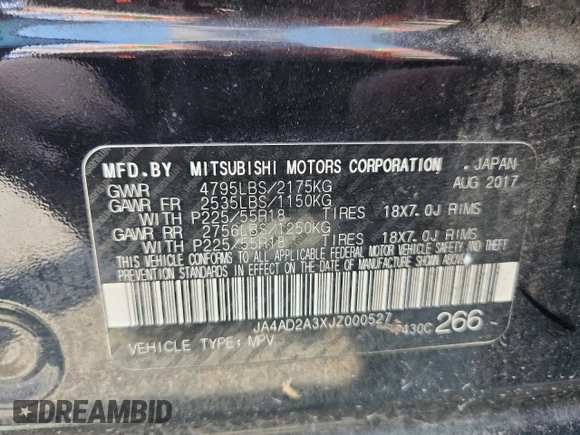 MFD.BY MITSUBISHI MOTORS CORPORATION JAPAN
GVWR 4795LBS/2175KG AUG 2017
GAWR FR 2535LBS/1150KG
WITH P225/55R18 TIRES 18X7.0J RIMS
GAWR RR 2756LBS/1250KG
WITH P225/55R18 TIRES 18X7.0J RIMS
THIS VEHICLE CONFORMS TO ALL APPLICABLE FEDERAL MOTOR VEHICLE SAFETY AND THEFT
PREVENTION STANDARDS IN EFFECT ON THE DATE OF MANUFACTURE SHOWN ABOVE.
JA4AD2A3XJZ000527
430C 266
VEHICLE TYPE: MPV
DREAMBID